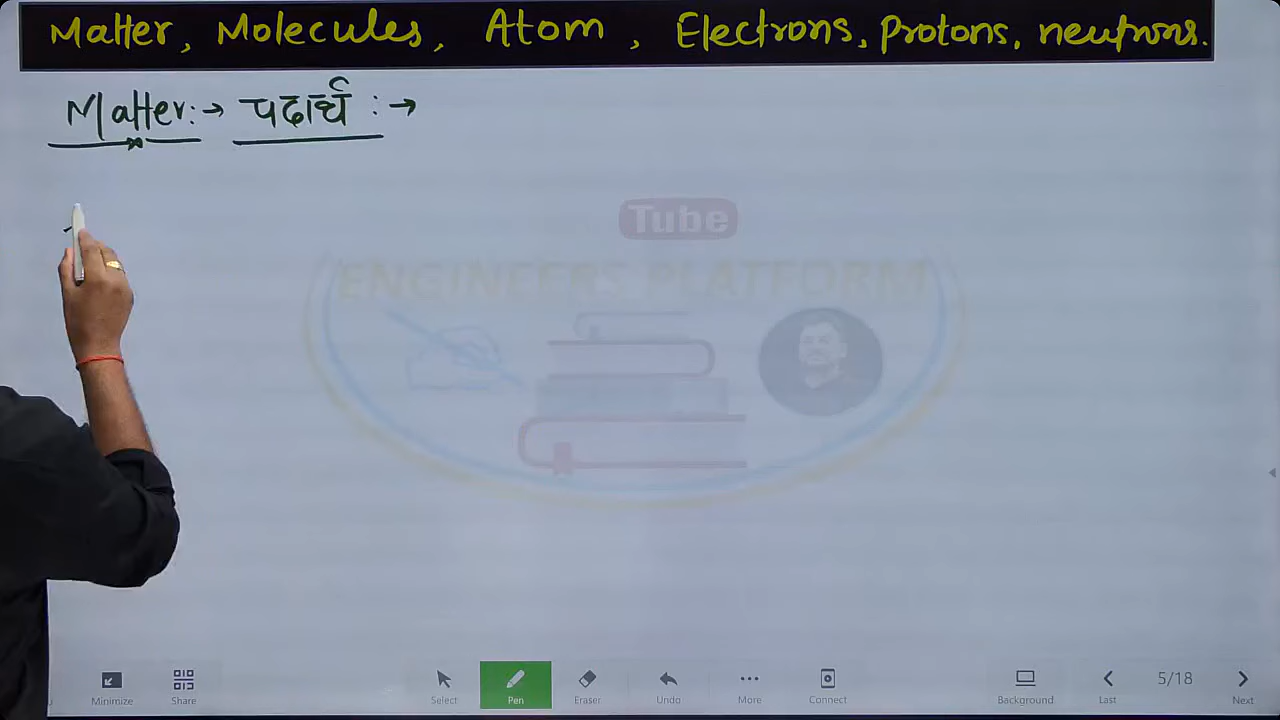 Matter, Molecules, Atom, Electrons, Protons, neutrons.
Matter:→ पदार्थ :→
Tube
ENGINEERS PLATFORM
Minimize Share Select Pen Eraser Undo More Connect Background Last 5/18 Next